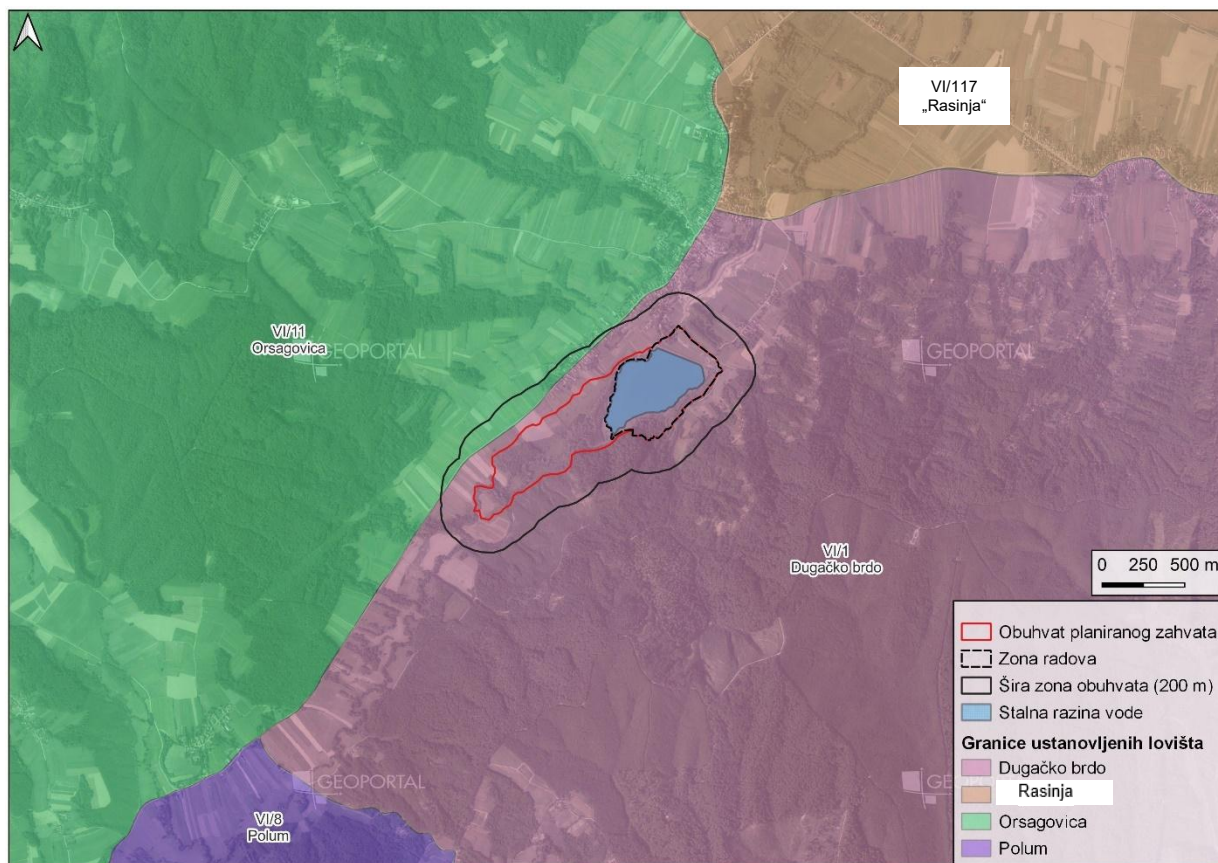 VI/117
„Rasinja“
VI/11
Orsagovica
GEOPORTAL
GEOPORTAL
VI/1
Dugačko brdo
0 250 500 m
Obuhvat planiranog zahvata
Zona radova
Šira zona obuhvata (200 m)
Stalna razina vode
Granice ustanovljenih lovišta
Dugačko brdo
Rasinja
Orsagovica
Polum
GEOPORTAL
VI/8
Polum